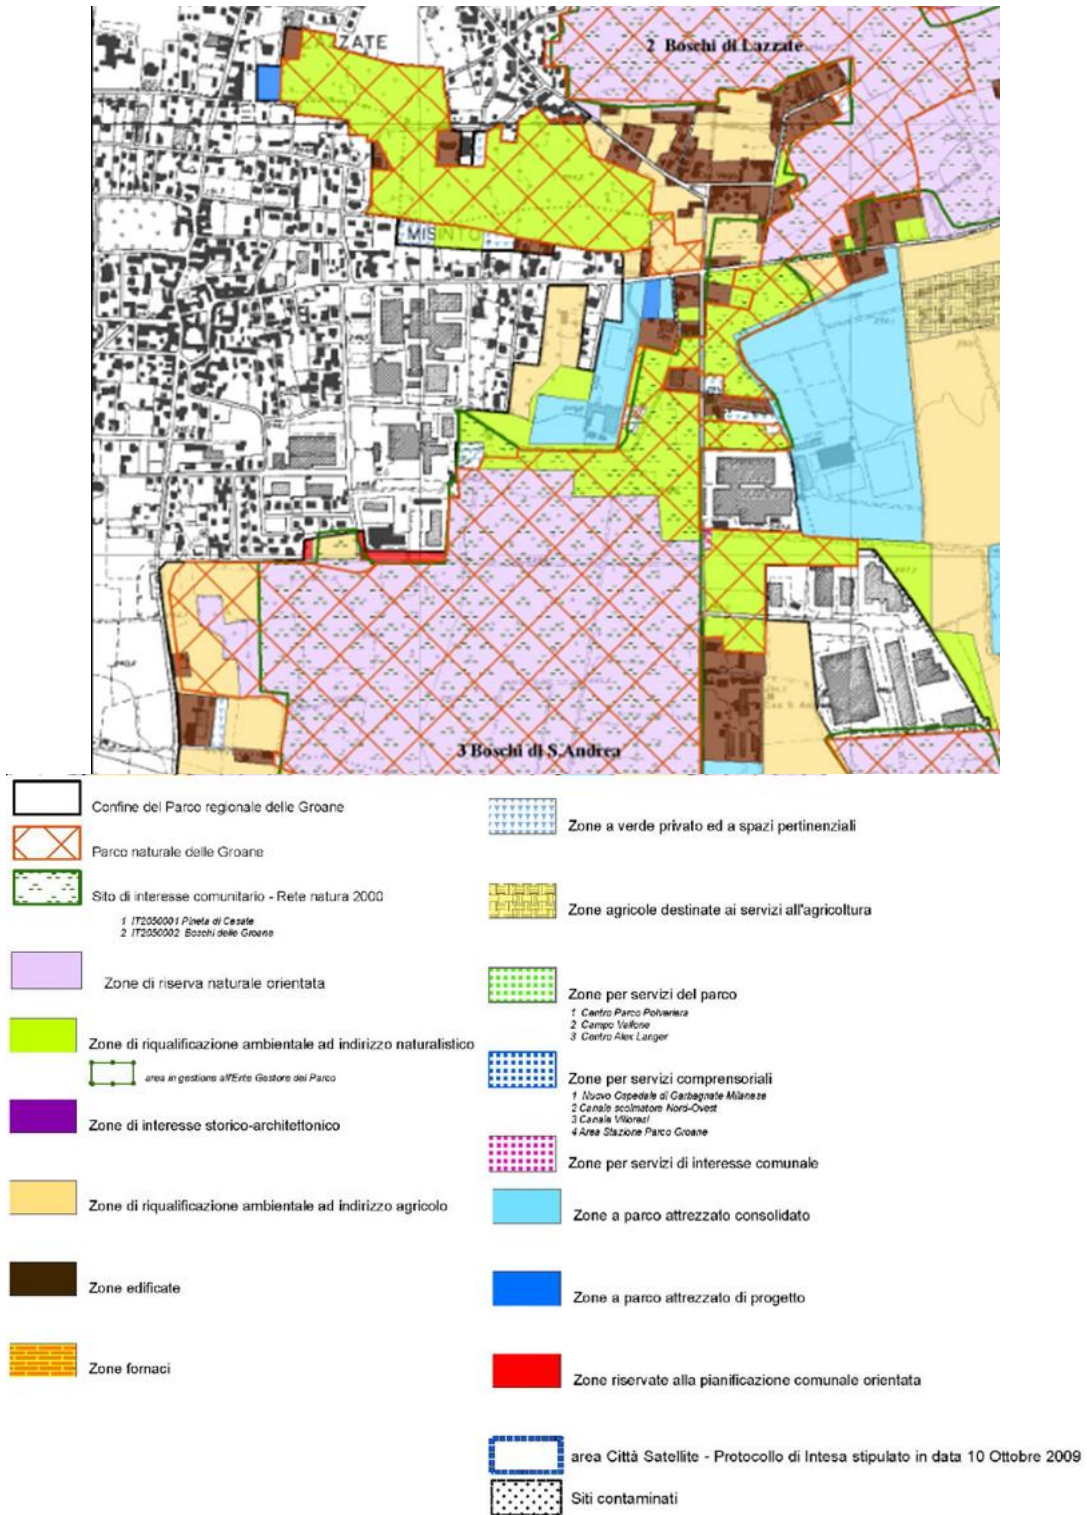 2 Boschi di Lazzate
MISINTO
3 Boschi di S.Andrea
Confine del Parco regionale delle Groane
Parco naturale delle Groane
Sito di interesse comunitario - Rete natura 2000
1 IT2050001 Pineta di Cesate
2 IT2050002 Boschi delle Groane
Zone di riserva naturale orientata
Zone di riqualificazione ambientale ad indirizzo naturalistico
area in gestione all'Ente Gestore del Parco
Zone di interesse storico-architettonico
Zone di riqualificazione ambientale ad indirizzo agricolo
Zone edificate
Zone fornaci
Zone a verde privato ed a spazi pertinenziali
Zone agricole destinate ai servizi all'agricoltura
Zone per servizi del parco
1 Centro Parco Polveriera
2 Campo Vallone
3 Centro Alex Langer
Zone per servizi comprensoriali
1 Nuovo Ospedale di Garbagnate Milanese
2 Canale scolmatore Nord-Ovest
3 Canale Villoresi
4 Area Stazione Parco Groane
Zone per servizi di interesse comunale
Zone a parco attrezzato consolidato
Zone a parco attrezzato di progetto
Zone riservate alla pianificazione comunale orientata
area Città Satellite - Protocollo di Intesa stipulato in data 10 Ottobre 2009
Siti contaminati